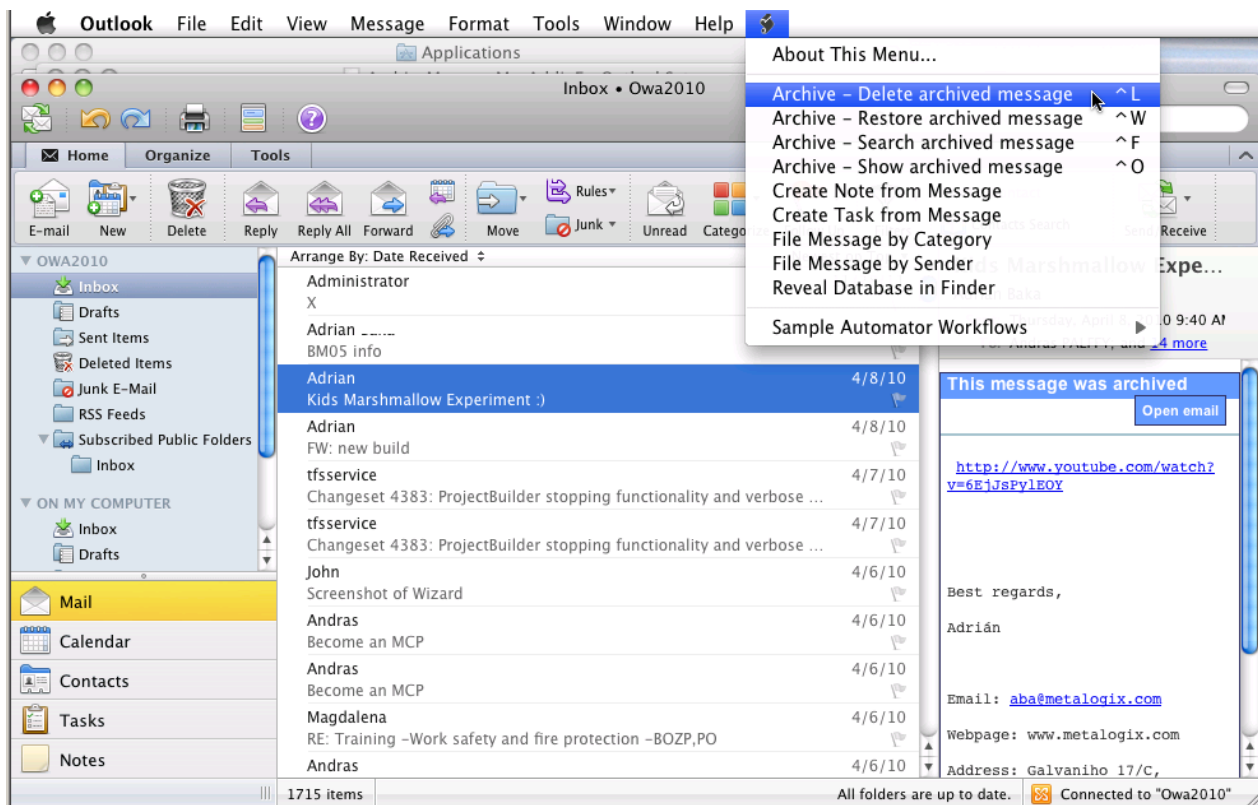 Outlook File Edit View Message Format Tools Window Help
Applications
Inbox • Owa2010
Home Organize Tools
E-mail New Delete Reply Reply All Forward Move Rules Junk Unread Receive
About This Menu...
Archive – Delete archived message ^L
Archive – Restore archived message ^W
Archive – Search archived message ^F
Archive – Show archived message ^O
Create Note from Message
Create Task from Message
File Message by Category
File Message by Sender
Reveal Database in Finder
Sample Automator Workflows
OWA2010
Inbox
Drafts
Sent Items
Deleted Items
Junk E-Mail
RSS Feeds
Subscribed Public Folders
Inbox
ON MY COMPUTER
Inbox
Drafts
Mail
Calendar
Contacts
Tasks
Notes
Arrange By: Date Received
Administrator
X
Adrian
BM05 info
Adrian 4/8/10
Kids Marshmallow Experiment :)
Adrian 4/8/10
FW: new build
tfsservice 4/7/10
Changeset 4383: ProjectBuilder stopping functionality and verbose ...
tfsservice 4/7/10
Changeset 4383: ProjectBuilder stopping functionality and verbose ...
John 4/6/10
Screenshot of Wizard
Andras 4/6/10
Become an MCP
Andras 4/6/10
Become an MCP
Magdalena 4/6/10
RE: Training –Work safety and fire protection –BOZP,PO
Andras 4/6/10
Kids Marshmallow Expe...
Baka
Thursday, April 8, 2010 9:40 AM
and 14 more
This message was archived
Open email
http://www.youtube.com/watch?
v=6EjJsPylEOY
Best regards,
Adrián
Email: aba@metalogix.com
Webpage: www.metalogix.com
Address: Galvaniho 17/C,
1715 items
All folders are up to date.
Connected to "Owa2010"